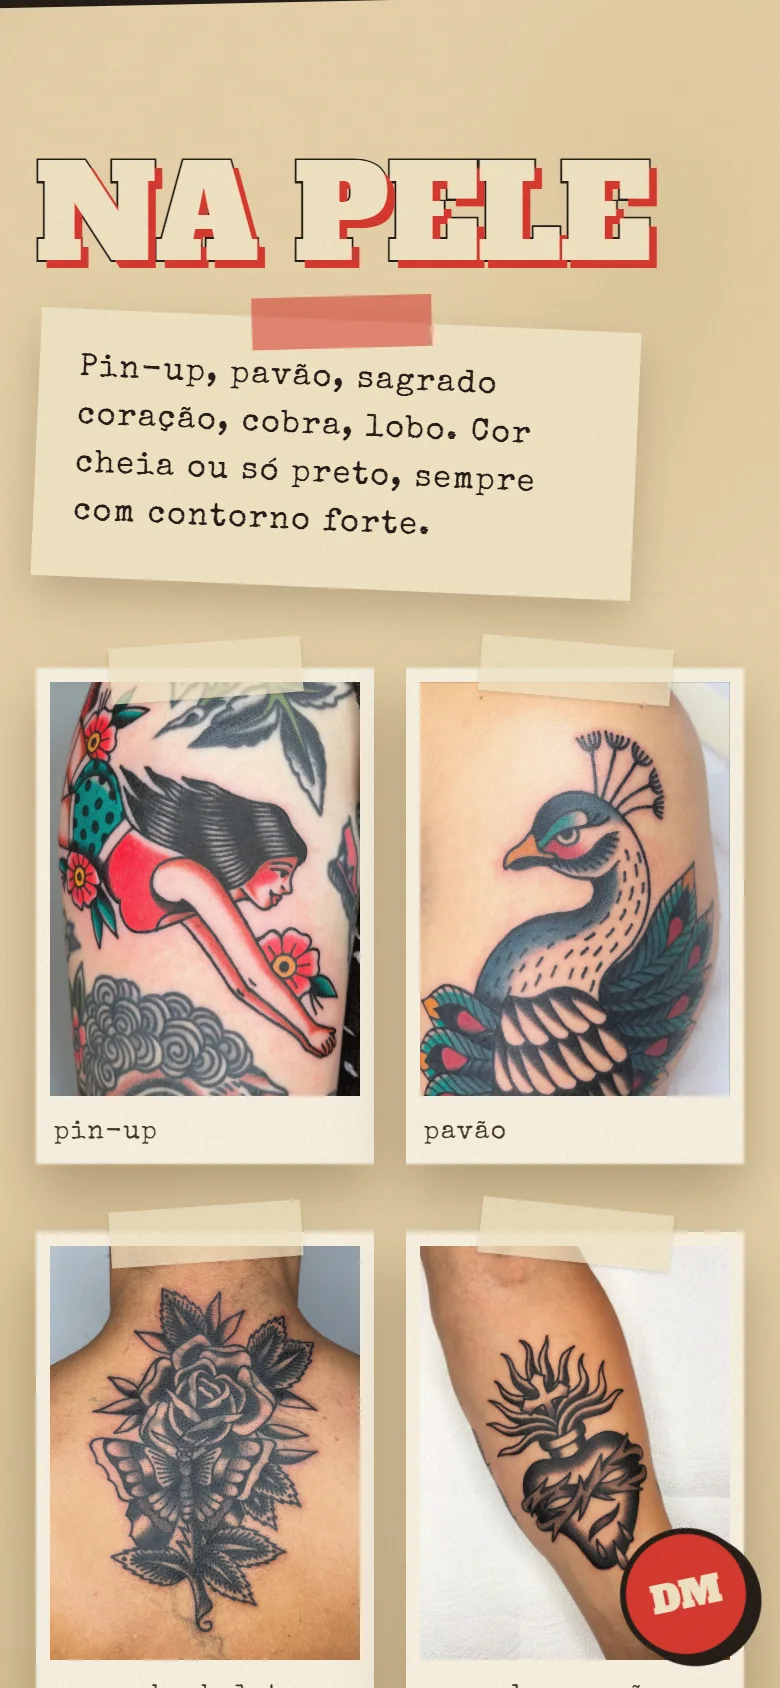 NA PELE
Pin-up, pavão, sagrado
coração, cobra, lobo. Cor
cheia ou só preto, sempre
com contorno forte.
pin-up
pavão
DM